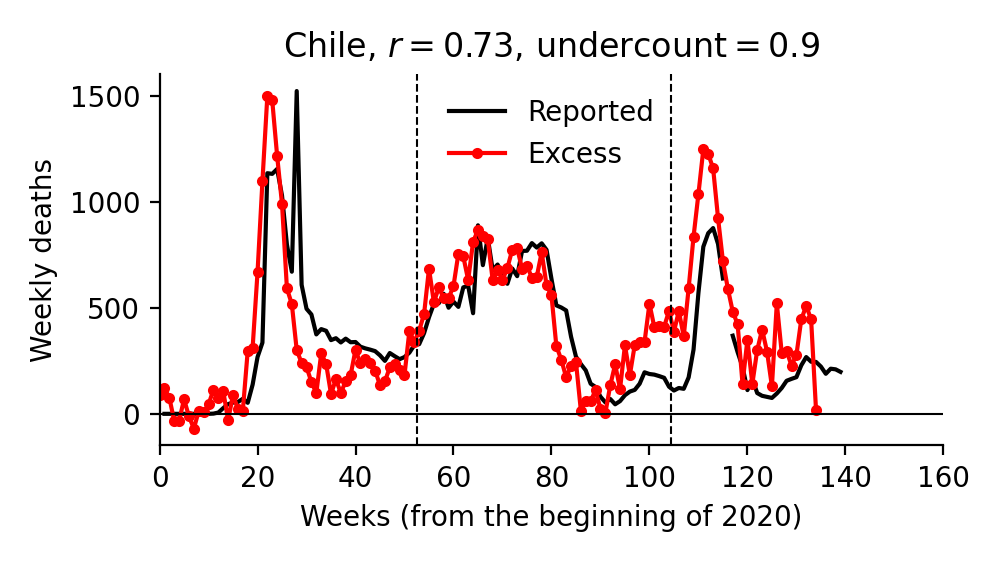 Chile, r = 0.73, undercount = 0.9
Weekly deaths
1500
1000
500
0
Reported
Excess
0 20 40 60 80 100 120 140 160
Weeks (from the beginning of 2020)